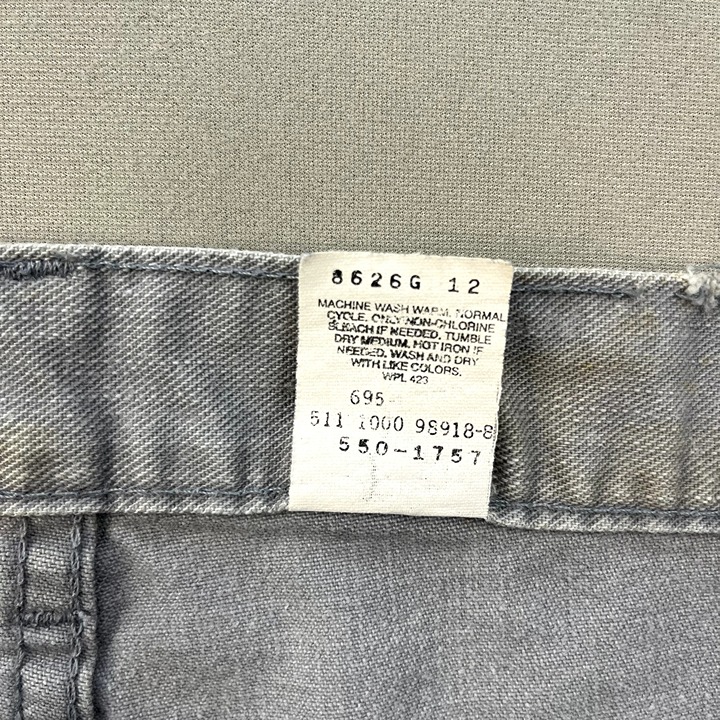 8626G 12
MACHINE WASH WARM, NORMAL
CYCLE. ONLY NON-CHLORINE
BLEACH IF NEEDED. TUMBLE
DRY MEDIUM. HOT IRON IF
NEEDED. WASH AND DRY
WITH LIKE COLORS.
WPL 423
695
511 1000 98918-8
550-1757